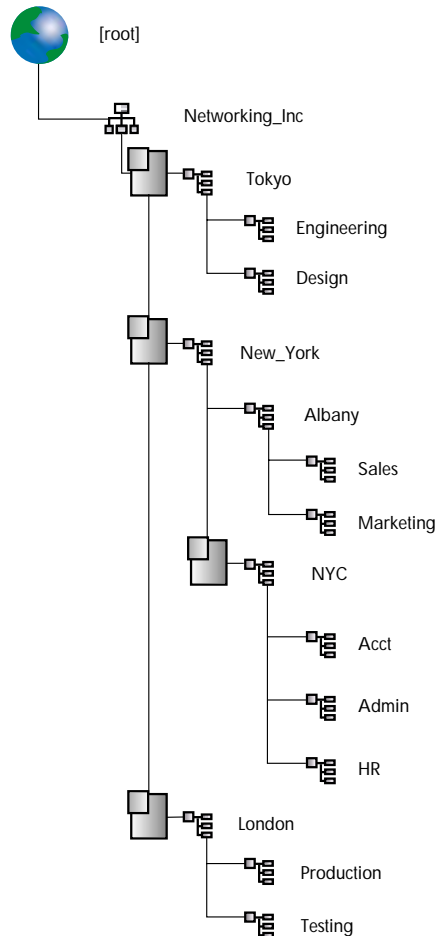 [root]
Networking_Inc
Tokyo
Engineering
Design
New_York
Albany
Sales
Marketing
NYC
Acct
Admin
HR
London
Production
Testing